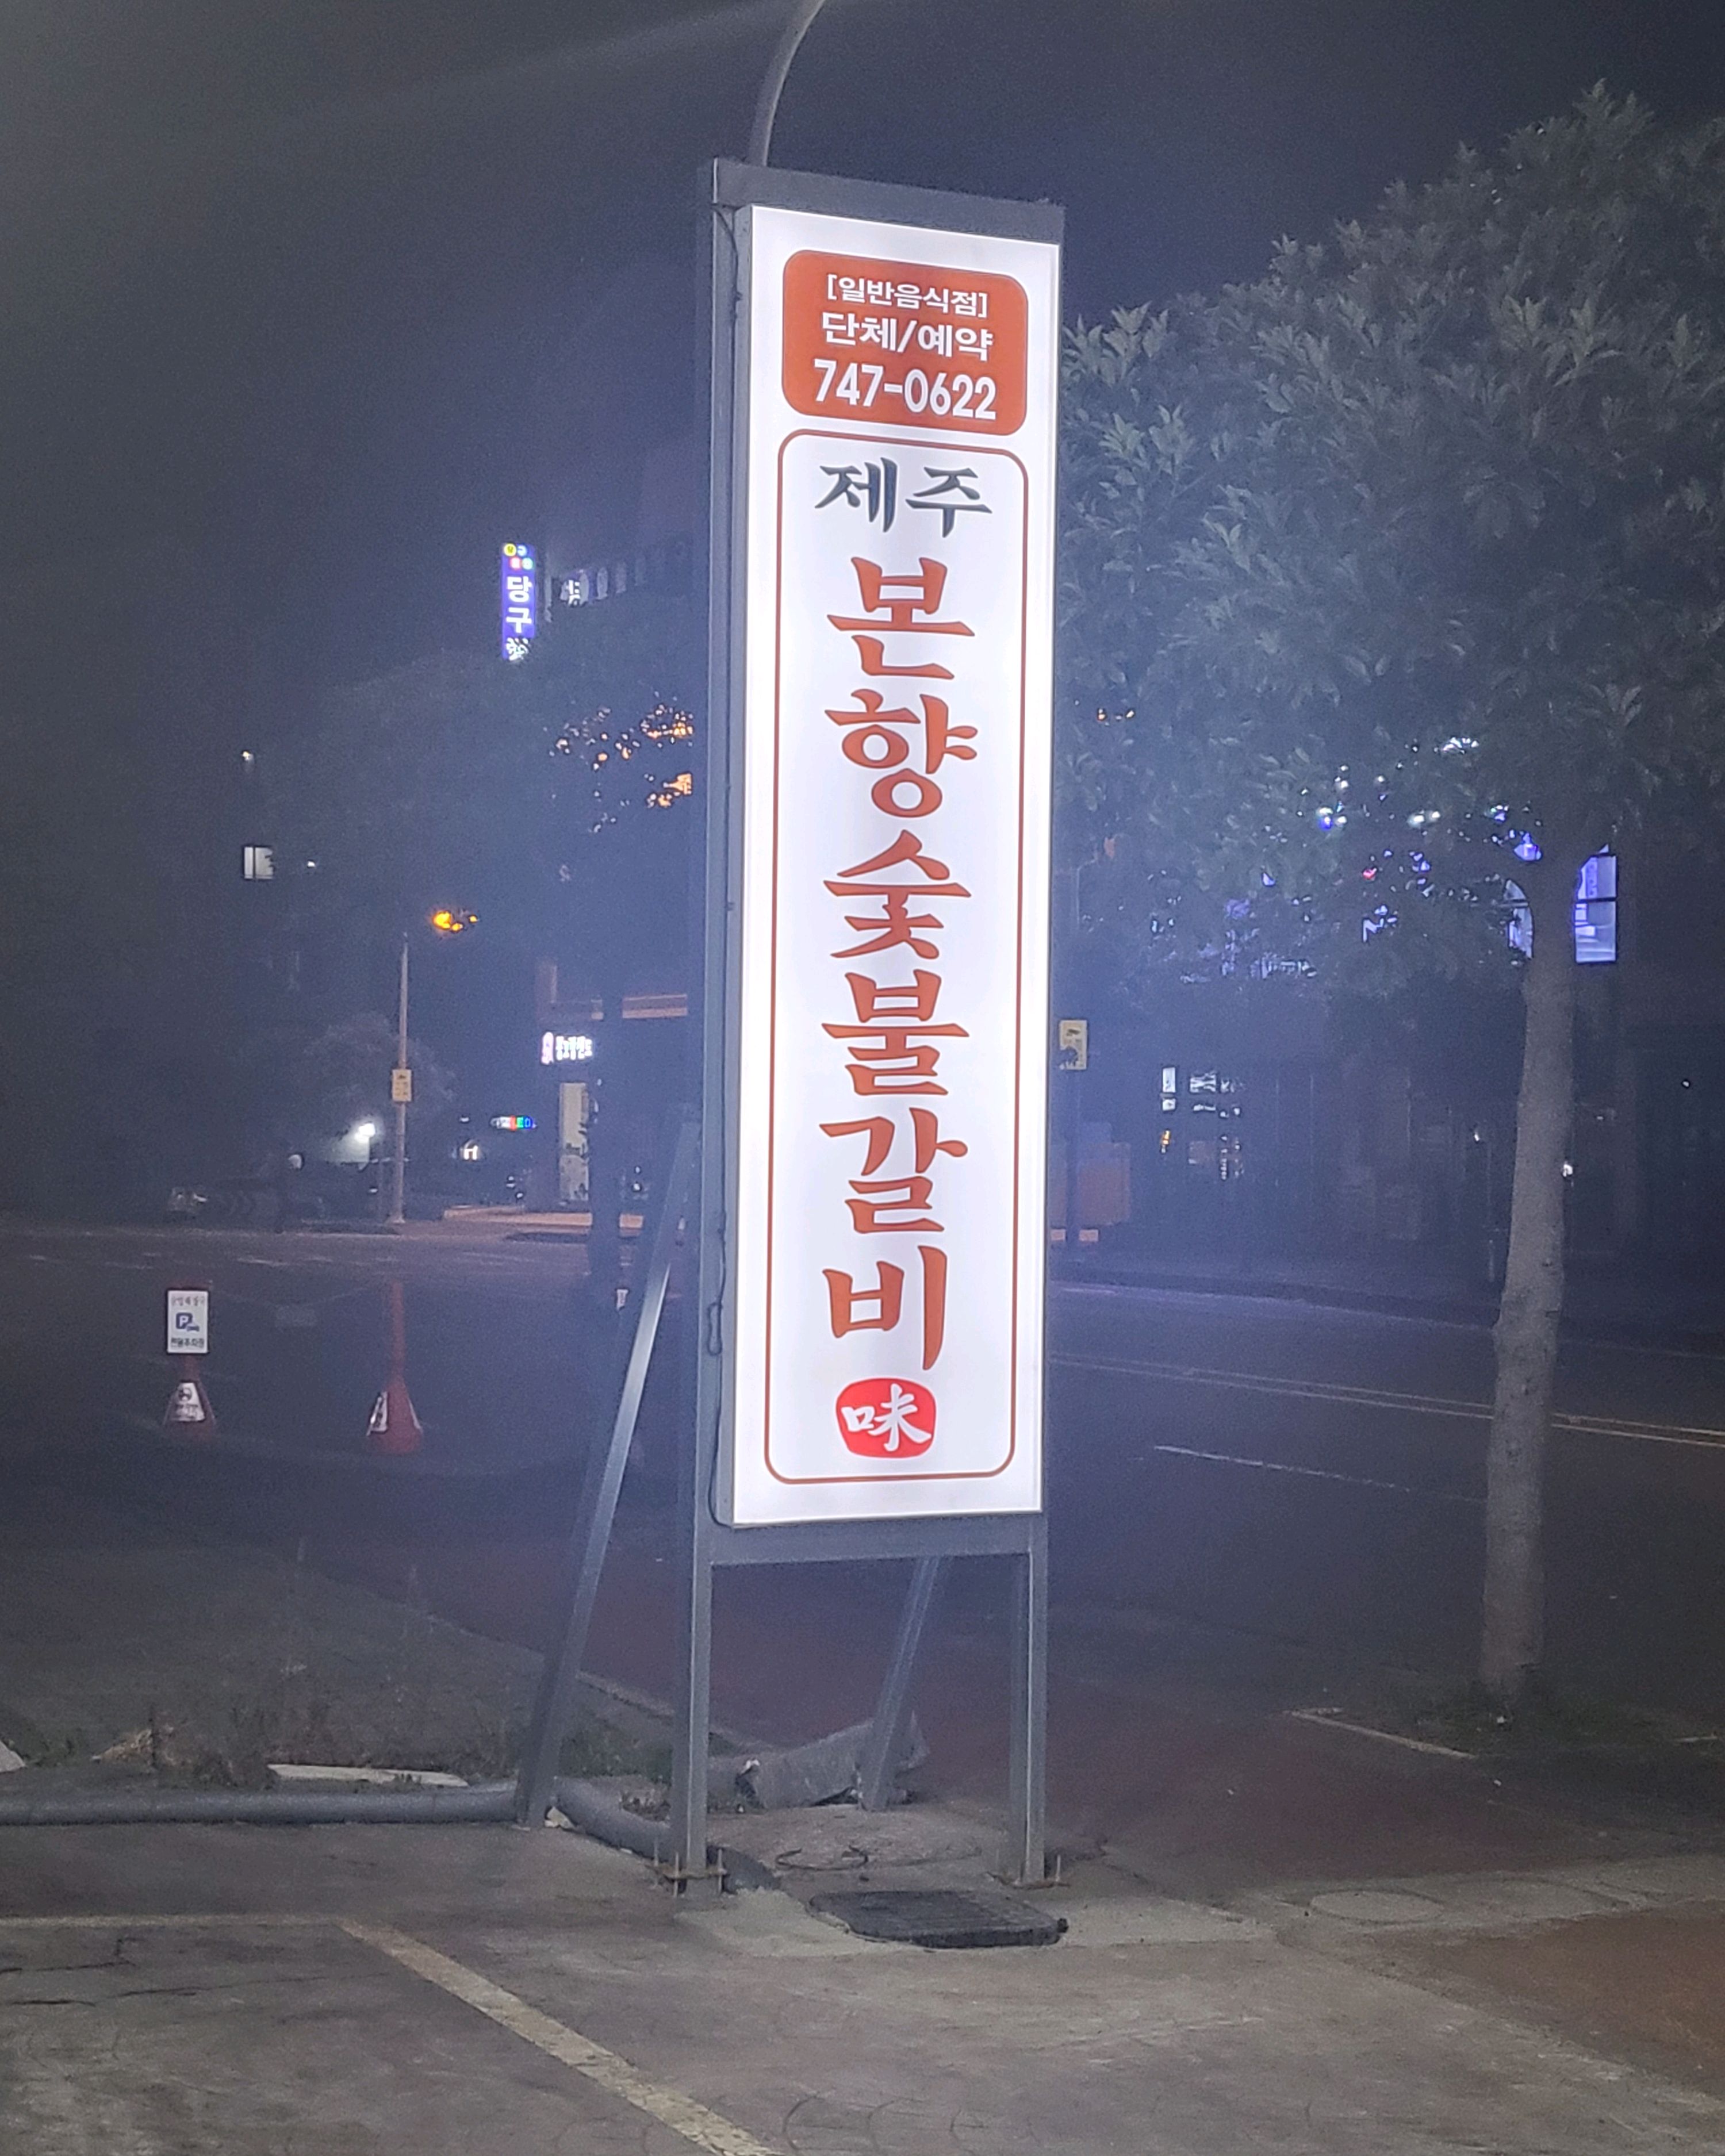 [일반음식점]
단체/예약
747-0622
제주
본향숯불갈비
味
당구
P